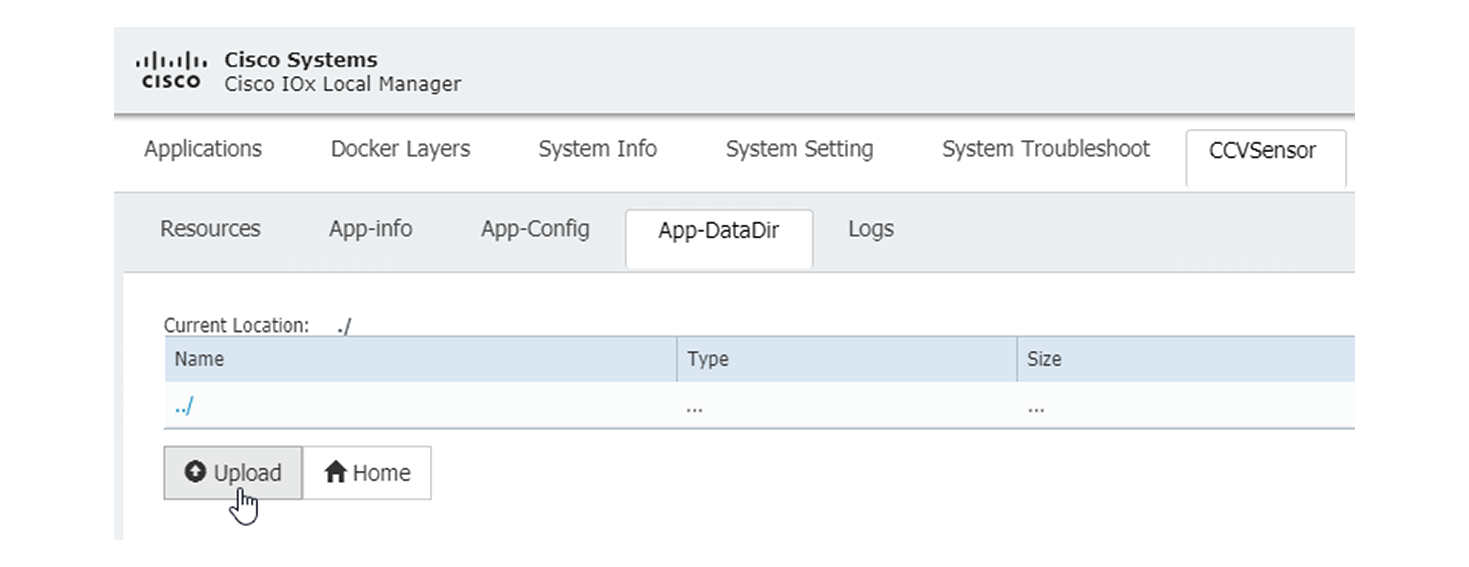 CISCO
Cisco Systems
Cisco IOx Local Manager
Applications Docker Layers System Info System Setting System Troubleshoot CCVSensor
Resources App-info App-Config App-DataDir Logs
Current Location: ./
Name Type Size
../ ... ...
Upload Home